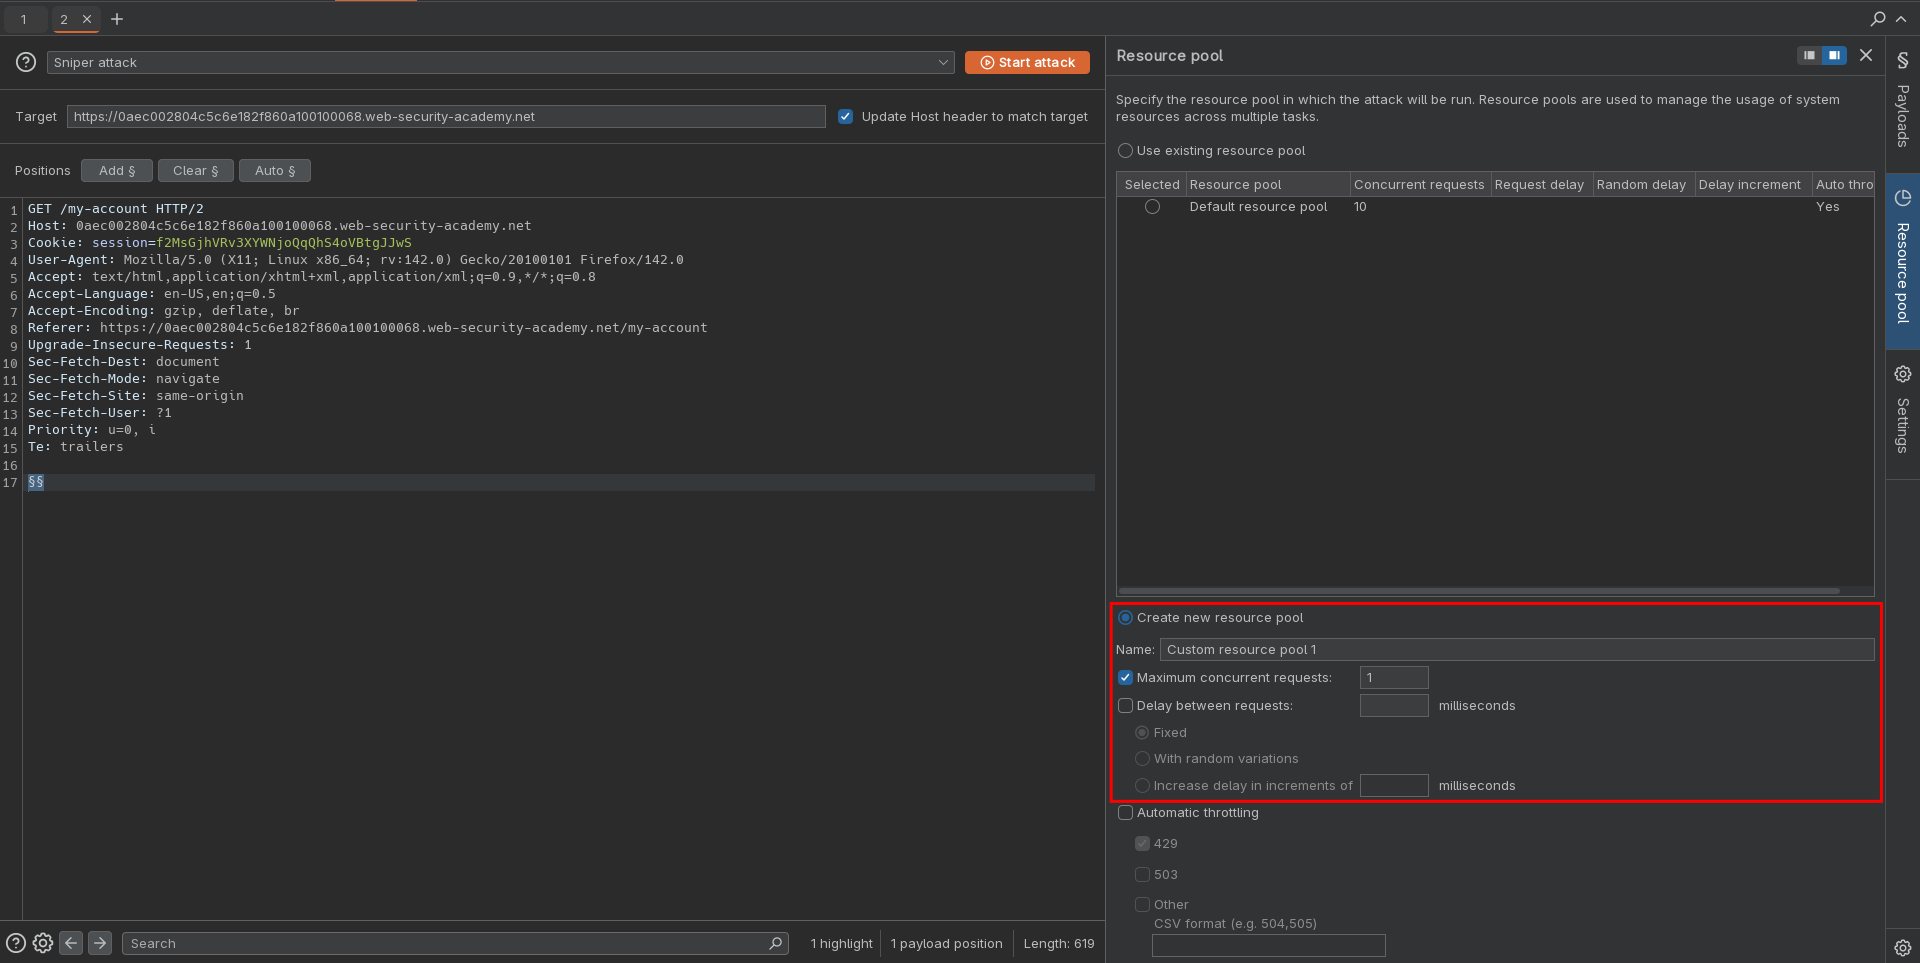 1
2
Sniper attack
Start attack
Target
https://0aec002804c5c6e182f860a100100068.web-security-academy.net
Update Host header to match target
Positions
Add §
Clear §
Auto §
1 GET /my-account HTTP/2
2 Host: 0aec002804c5c6e182f860a100100068.web-security-academy.net
3 Cookie: session=f2MsGjhVRv3XYWNjoQqQhS4oVBtgJJwS
4 User-Agent: Mozilla/5.0 (X11; Linux x86_64; rv:142.0) Gecko/20100101 Firefox/142.0
5 Accept: text/html,application/xhtml+xml,application/xml;q=0.9,*/*;q=0.8
6 Accept-Language: en-US,en;q=0.5
7 Accept-Encoding: gzip, deflate, br
8 Referer: https://0aec002804c5c6e182f860a100100068.web-security-academy.net/my-account
9 Upgrade-Insecure-Requests: 1
10 Sec-Fetch-Dest: document
11 Sec-Fetch-Mode: navigate
12 Sec-Fetch-Site: same-origin
13 Sec-Fetch-User: ?1
14 Priority: u=0, i
15 Te: trailers
16
17 §§
Search
1 highlight
1 payload position
Length: 619
Resource pool
Specify the resource pool in which the attack will be run. Resource pools are used to manage the usage of system
resources across multiple tasks.
Use existing resource pool
Selected Resource pool Concurrent requests Request delay Random delay Delay increment Auto thro
Default resource pool 10 Yes
Create new resource pool
Name: Custom resource pool 1
Maximum concurrent requests: 1
Delay between requests: milliseconds
Fixed
With random variations
Increase delay in increments of milliseconds
Automatic throttling
429
503
Other
CSV format (e.g. 504,505)
§
Payloads
Resource pool
Settings